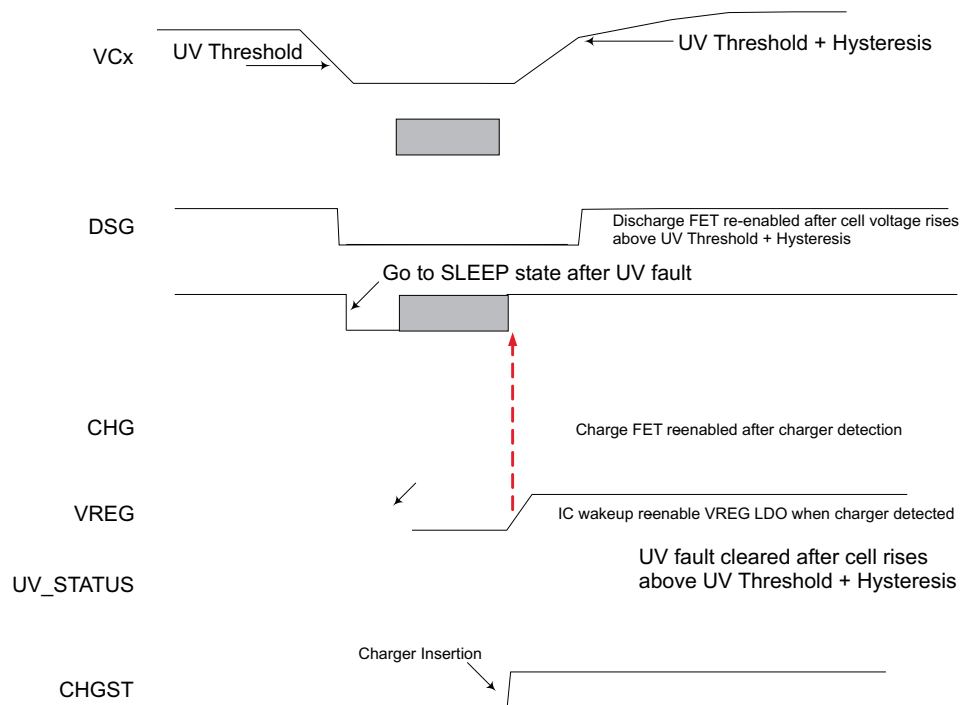 UV Threshold
UV Threshold + Hysteresis
VCx
DSG
Discharge FET re-enabled after cell voltage rises
above UV Threshold + Hysteresis
Go to SLEEP state after UV fault
CHG
Charge FET reenabled after charger detection
VREG
IC wakeup reenable VREG LDO when charger detected
UV fault cleared after cell rises
above UV Threshold + Hysteresis
UV_STATUS
Charger Insertion
CHGST